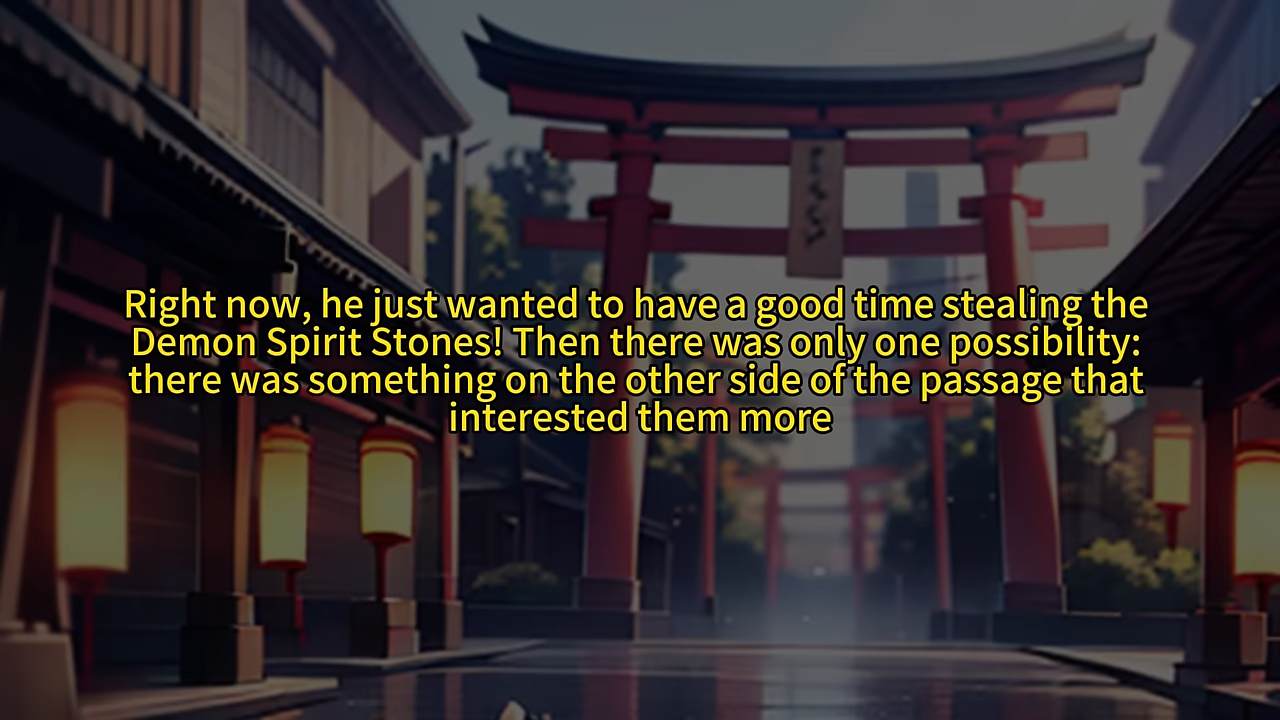 Right now, he just wanted to have a good time stealing the
Demon Spirit Stones! Then there was only one possibility:
there was something on the other side of the passage that
interested them more